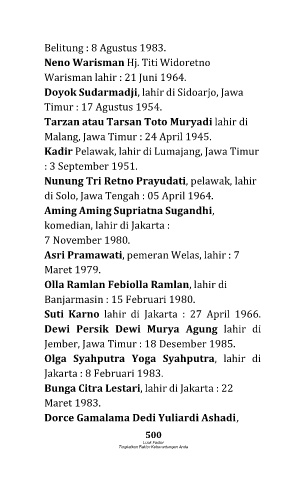 Belitung : 8 Agustus 1983.
Neno Warisman Hj. Titi Widoretno
Warisman lahir : 21 Juni 1964.
Doyok Sudarmadji, lahir di Sidoarjo, Jawa
Timur : 17 Agustus 1954.
Tarzan atau Tarsan Toto Muryadi lahir di
Malang, Jawa Timur : 24 April 1945.
Kadir Pelawak, lahir di Lumajang, Jawa Timur
: 3 September 1951.
Nunung Tri Retno Prayudati, pelawak, lahir
di Solo, Jawa Tengah : 05 April 1964.
Aming Aming Supriatna Sugandhi,
komedian, lahir di Jakarta :
7 November 1980.
Asri Pramawati, pemeran Welas, lahir : 7
Maret 1979.
Olla Ramlan Febiolla Ramlan, lahir di
Banjarmasin : 15 Februari 1980.
Suti Karno lahir di Jakarta : 27 April 1966.
Dewi Persik Dewi Murya Agung lahir di
Jember, Jawa Timur : 18 Desember 1985.
Olga Syahputra Yoga Syahputra, lahir di
Jakarta : 8 Februari 1983.
Bunga Citra Lestari, lahir di Jakarta : 22
Maret 1983.
Dorce Gamalama Dedi Yuliardi Ashadi,
500